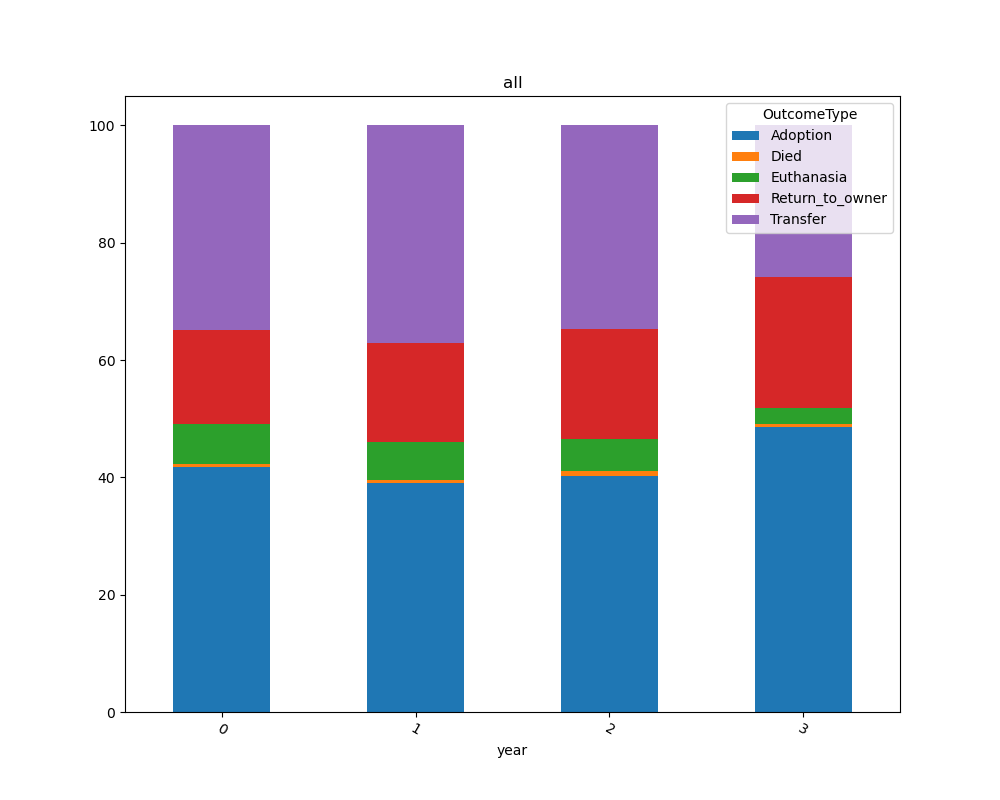 all
OutcomeType
Adoption
Died
Euthanasia
Return_to_owner
Transfer
100
80
60
40
20
0
0 1 2 3
year